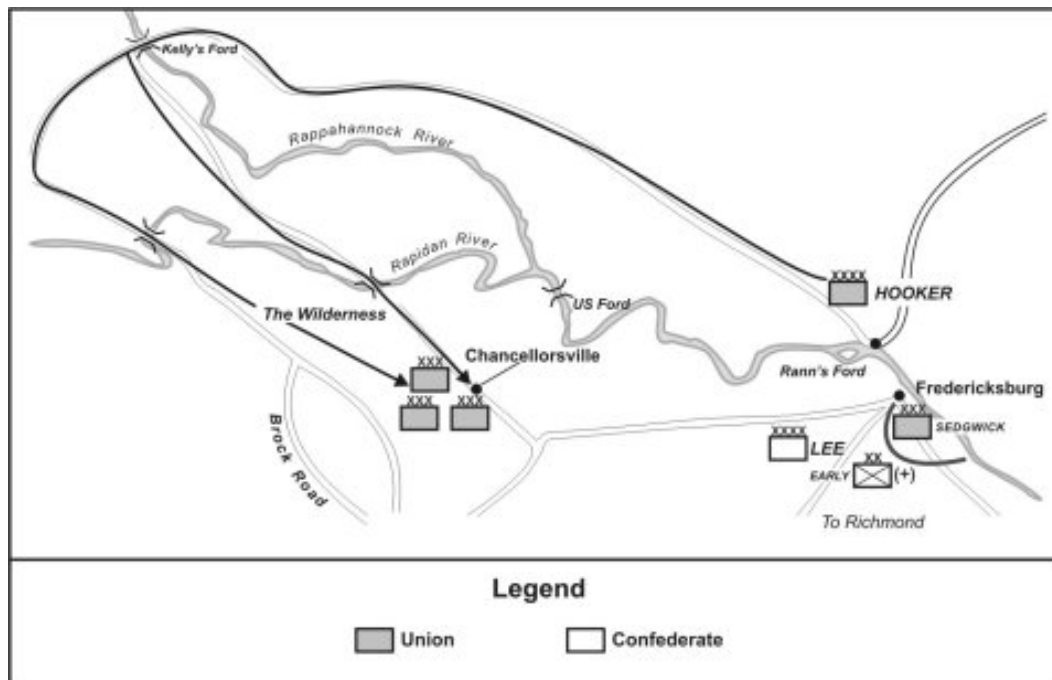 Kelly's Ford
Rappahannock River
Rapidan River
XXXX
HOOKER
US Ford
The Wilderness
XXX
Chancellorsville
XXX
XXX
Rann's Ford
Fredericksburg
XXX
SEDGWICK
XXXX
LEE
XX
EARLY
(+)
Brock Road
To Richmond
Legend
Union
Confederate